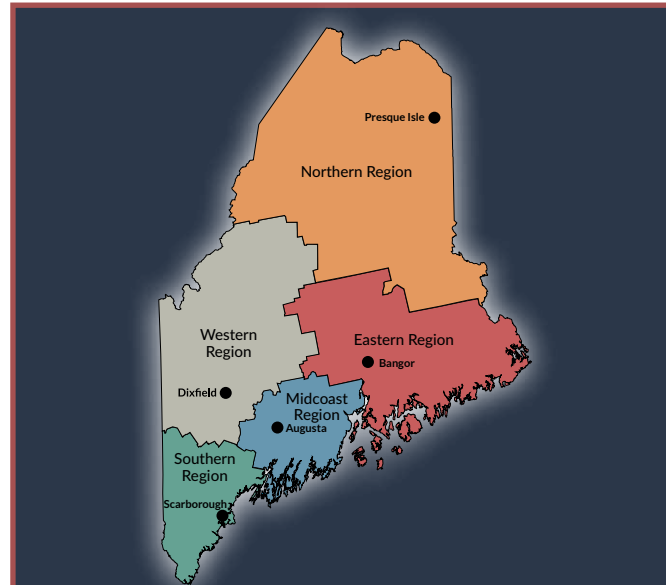 Presque Isle
Northern Region
Western
Region
Eastern Region
Bangor
Dixfield
Midcoast
Region
Augusta
Southern
Region
Scarborough